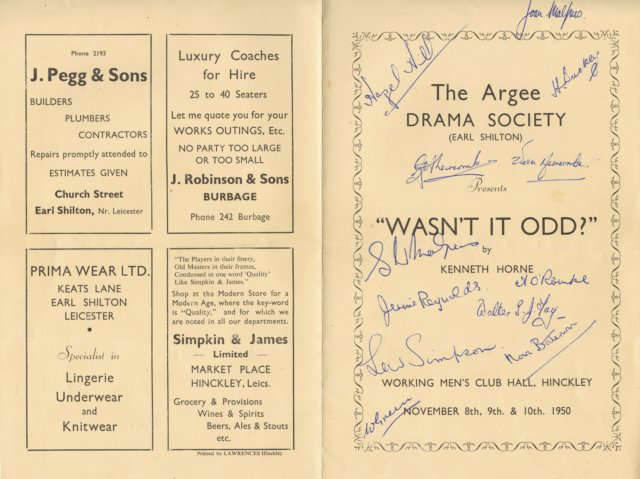 Phone 2193
J. Pegg & Sons
BUILDERS
PLUMBERS
CONTRACTORS
Repairs promptly attended to
ESTIMATES GIVEN
Church Street
Earl Shilton, Nr. Leicester
Luxury Coaches
for Hire
25 to 40 Seaters
Let me quote you for your
WORKS OUTINGS, Etc.
NO PARTY TOO LARGE
OR TOO SMALL
J. Robinson & Sons
BURBAGE
Phone 242 Burbage
PRIMA WEAR LTD.
KEATS LANE
EARL SHILTON
LEICESTER
Specialist in
Lingerie
Underwear
and
Knitwear
"The Players in their finery,
Old Masters in their frames,
Condensed in one word 'Quality'
Like Simpkin & James."
Shop at the Modern Store for a
Modern Age, where the key-word
is "Quality," and for which we
are noted in all our departments.
Simpkin & James
— Limited —
MARKET PLACE
HINCKLEY, Leics.
Grocery & Provisions
Wines & Spirits
Beers, Ales & Stouts
etc.
Printed by LAWRENCES Hinckley
Joan Malpus
Hazel Hill
The Argee
DRAMA SOCIETY
(EARL SHILTON)
Presents
"WASN'T IT ODD?"
by
KENNETH HORNE
Jennie Reynolds.
Lew Simpson
Nora Bateman
WORKING MEN'S CLUB HALL, HINCKLEY
NOVEMBER 8th, 9th & 10th. 1950